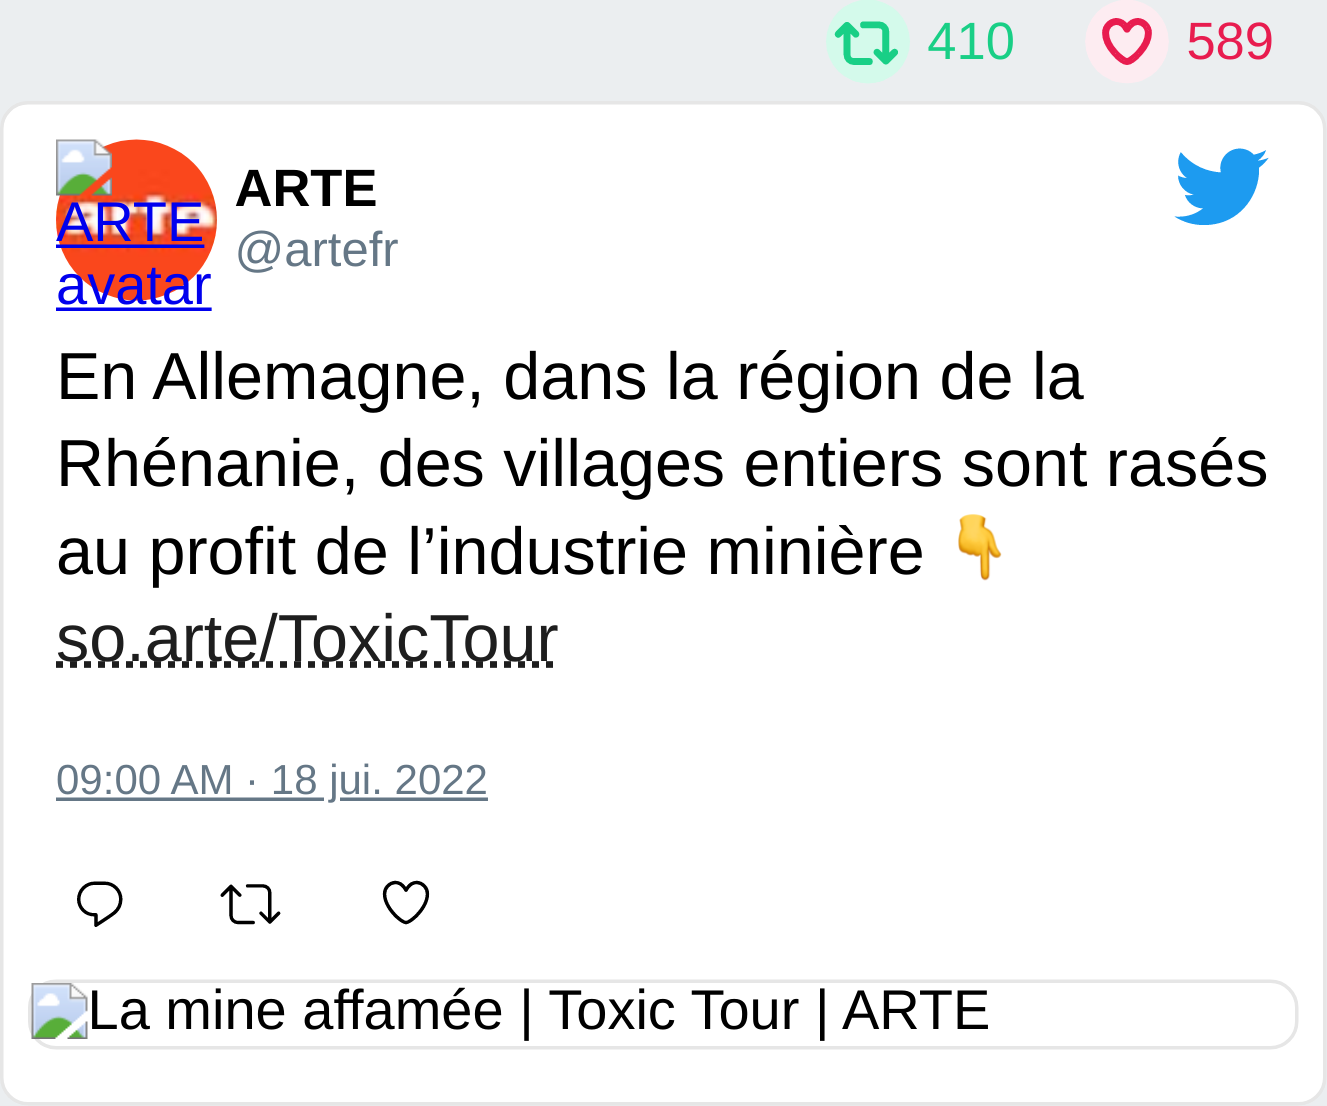 410 589
ARTE avatar
ARTE
@artefr
En Allemagne, dans la région de la
Rhénanie, des villages entiers sont rasés
au profit de l’industrie minière 👇
so.arte/ToxicTour
09:00 AM · 18 jui. 2022
La mine affamée | Toxic Tour | ARTE